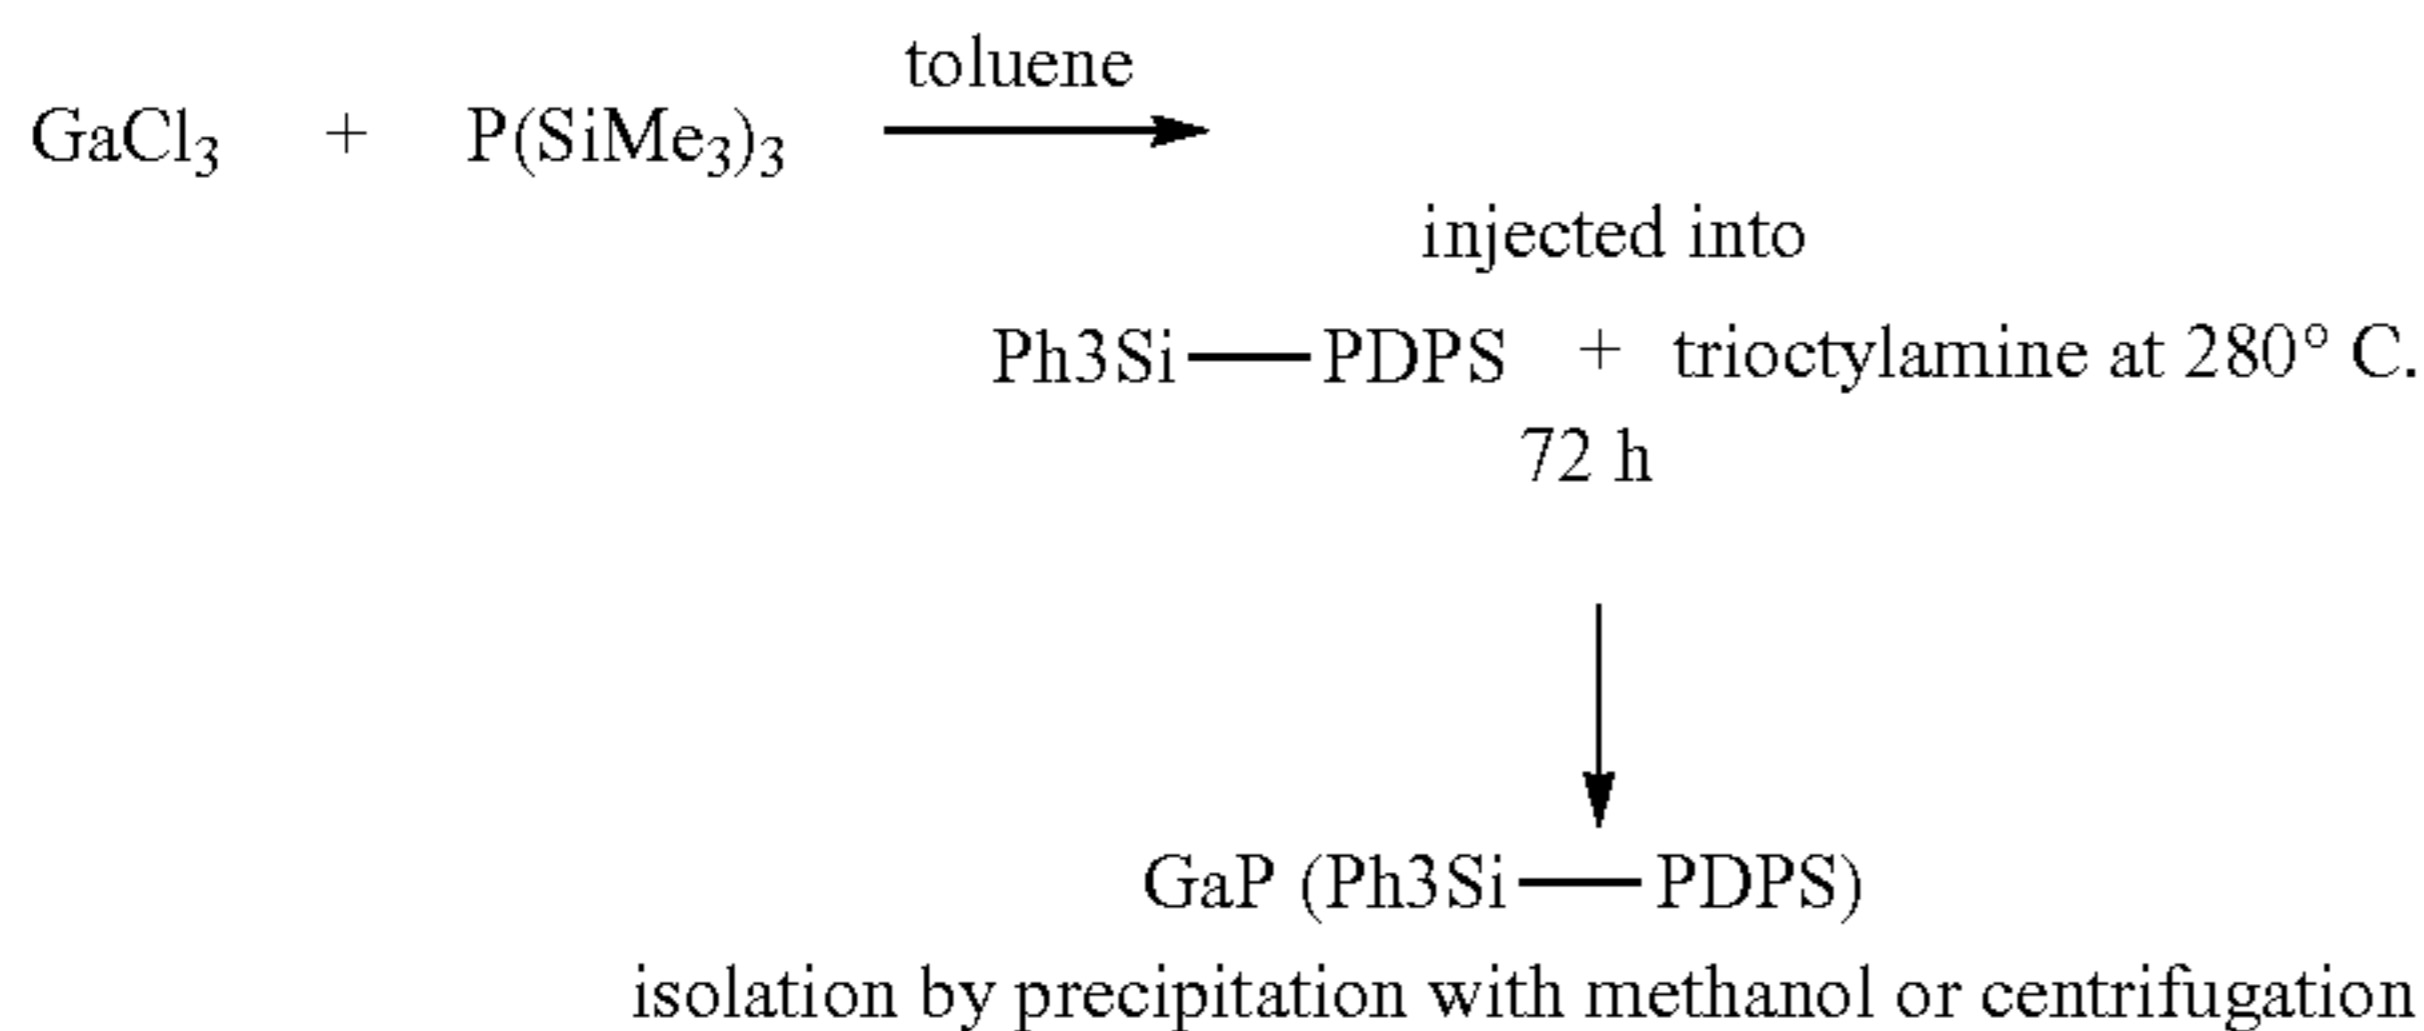 toluene
GaCl3 + P(SiMe3)3
injected into
Ph3Si—PDPS + trioctylamine at 280° C.
72 h
GaP (Ph3Si—PDPS)
isolation by precipitation with methanol or centrifugation